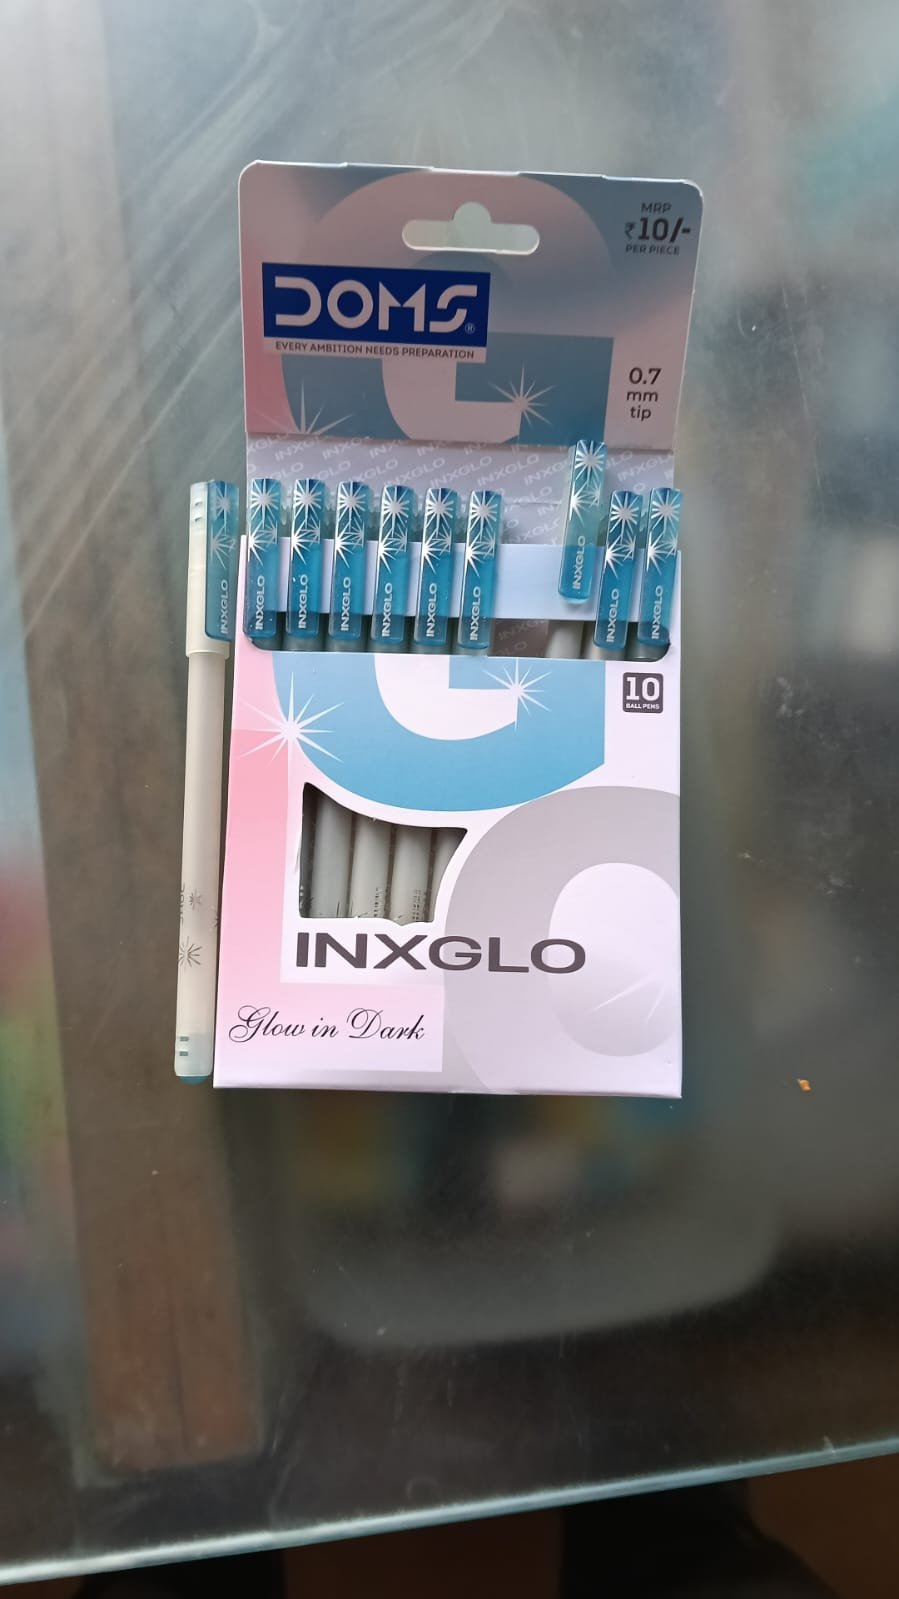 MRP
₹10/-
PER PIECE
DOMS®
EVERY AMBITION NEEDS PREPARATION
0.7
mm
tip
INXGLO
INXGLO
INXGLO
INXGLO
INXGLO
INXGLO
INXGLO
INXGLO
INXGLO
INXGLO
10
BALL PENS
INXGLO
Glow in Dark
DOMS